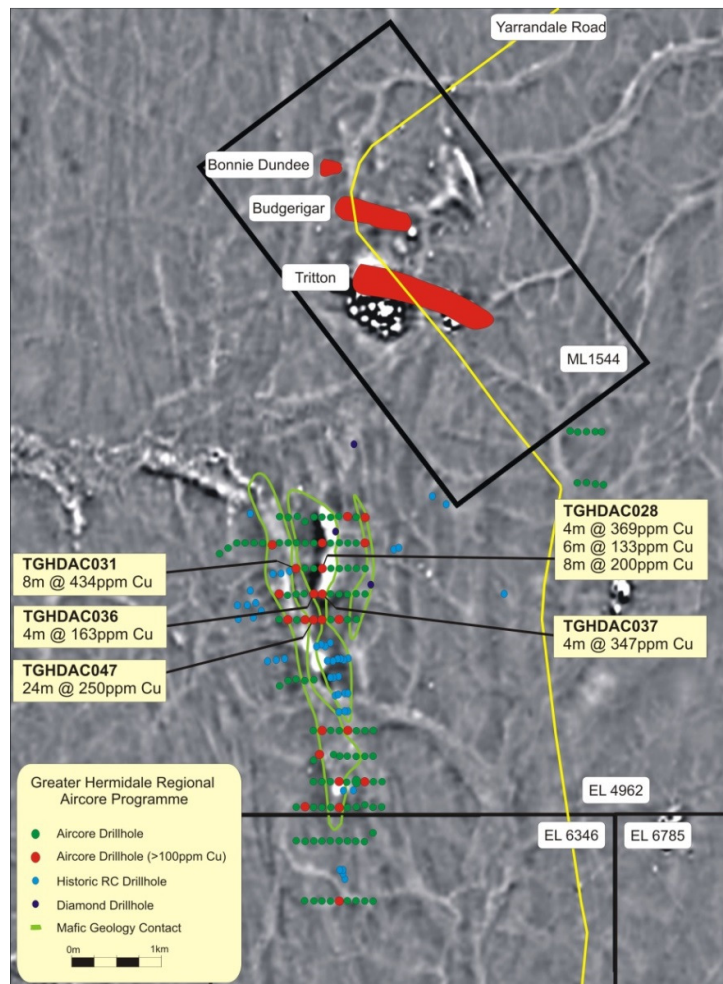 Yarrandale Road
Bonnie Dundee
Budgerigar
Tritton
ML1544
TGHDAC028
4m @ 369ppm Cu
6m @ 133ppm Cu
8m @ 200ppm Cu
TGHDAC031
8m @ 434ppm Cu
TGHDAC036
4m @ 163ppm Cu
TGHDAC037
4m @ 347ppm Cu
TGHDAC047
24m @ 250ppm Cu
Greater Hermidale Regional
Aircore Programme
Aircore Drillhole
Aircore Drillhole (>100ppm Cu)
Historic RC Drillhole
Diamond Drillhole
Mafic Geology Contact
0m 1km
EL 4962
EL 6346 EL 6785